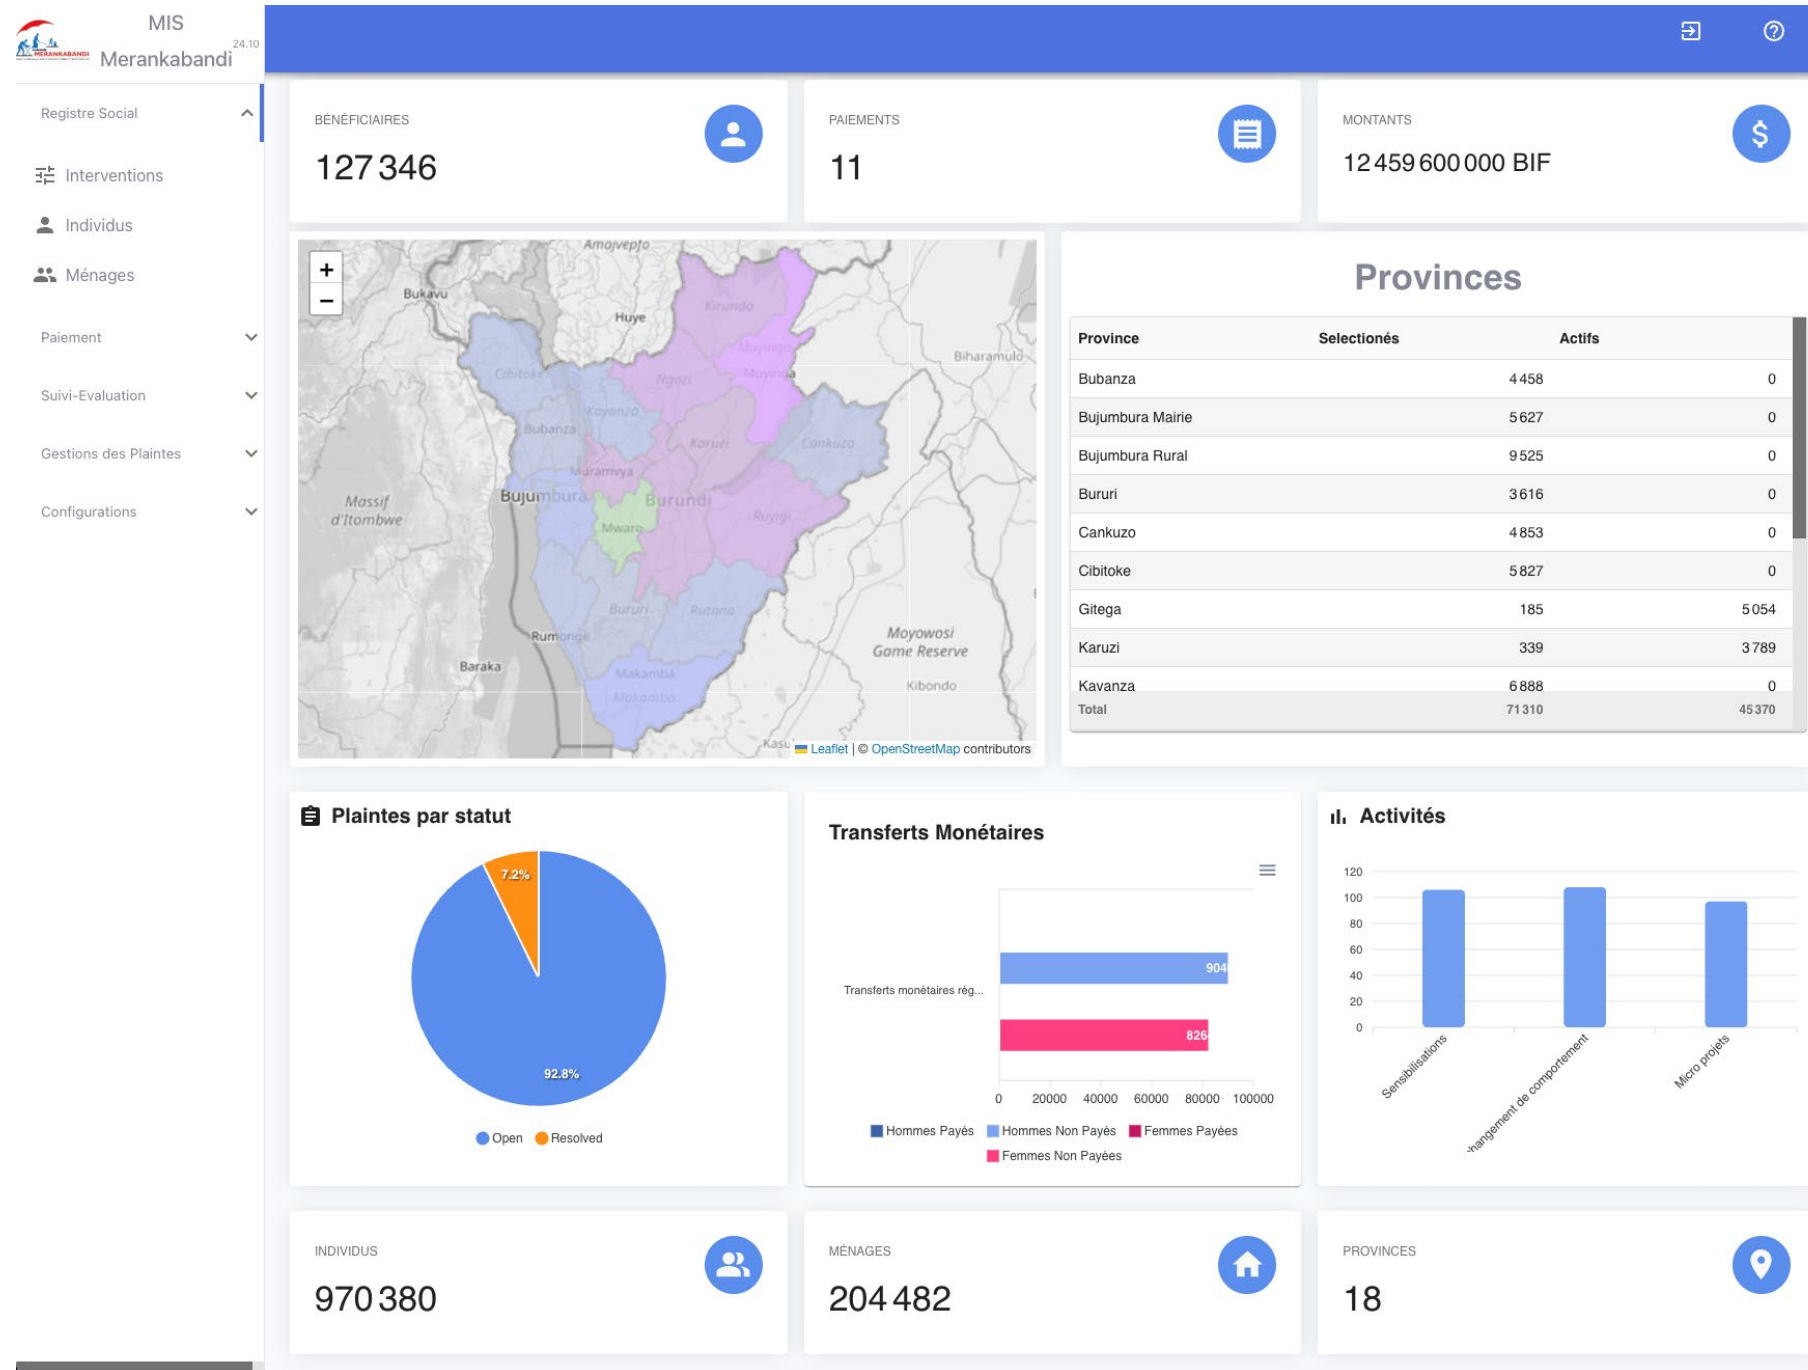 MIS
Merankabandi
24.10
MERANKABANDI
Registre Social
Interventions
Individus
Ménages
Paiement
Suivi-Evaluation
Gestions des Plaintes
Configurations
BÉNÉFICIAIRES
127 346
PAIEMENTS
11
MONTANTS
12 459 600 000 BIF
+
−
Amajyepfo
Bukavu
Huye
Kirundo
Biharamulo
Muyinga
Muyinga
Cibitoke
Ngozi
Kayanza
Bubanza
Karuzi
Cankuzo
Muramvya
Bujumbura
Burundi
Massif
d'Itombwe
Mwaro
Ruyigi
Bururi
Rutana
Rumonge
Moyowosi
Game Reserve
Baraka
Makamba
Makamba
Kibondo
Kasu
Leaflet | © OpenStreetMap contributors
Provinces
Province Selectionés Actifs
Bubanza 4 458 0
Bujumbura Mairie 5 627 0
Bujumbura Rural 9 525 0
Bururi 3 616 0
Cankuzo 4 853 0
Cibitoke 5 827 0
Gitega 185 5 054
Karuzi 339 3 789
Kayanza 6 888 0
Total 71 310 45 370
Plaintes par statut
7.2%
92.8%
Open Resolved
Transferts Monétaires
904
Transferts monétaires rég...
826
0 20000 40000 60000 80000 100000
Hommes Payés Hommes Non Payés Femmes Payées
Femmes Non Payées
Activités
120
100
80
60
40
20
0
Sensibilisations
hangement de comportement
Micro projets
INDIVIDUS
970 380
MÉNAGES
204 482
PROVINCES
18